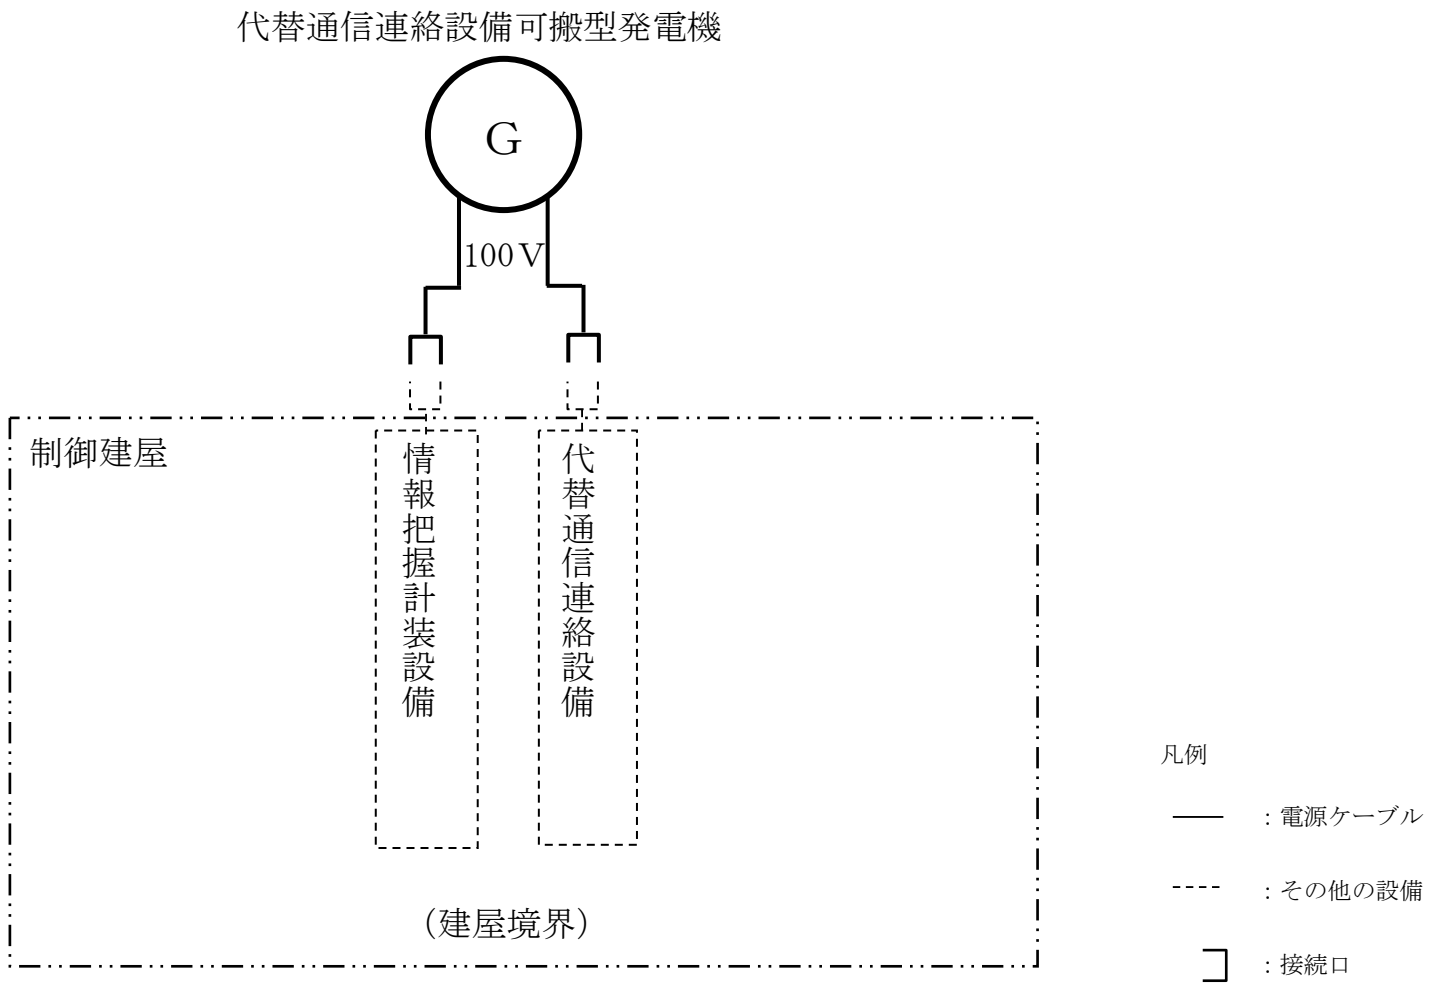 代替通信連絡設備可搬型発電機
G
100V
制御建屋
情報把握計装設備
代替通信連絡設備
(建屋境界)
凡例
：電源ケーブル
：その他の設備
：接続口